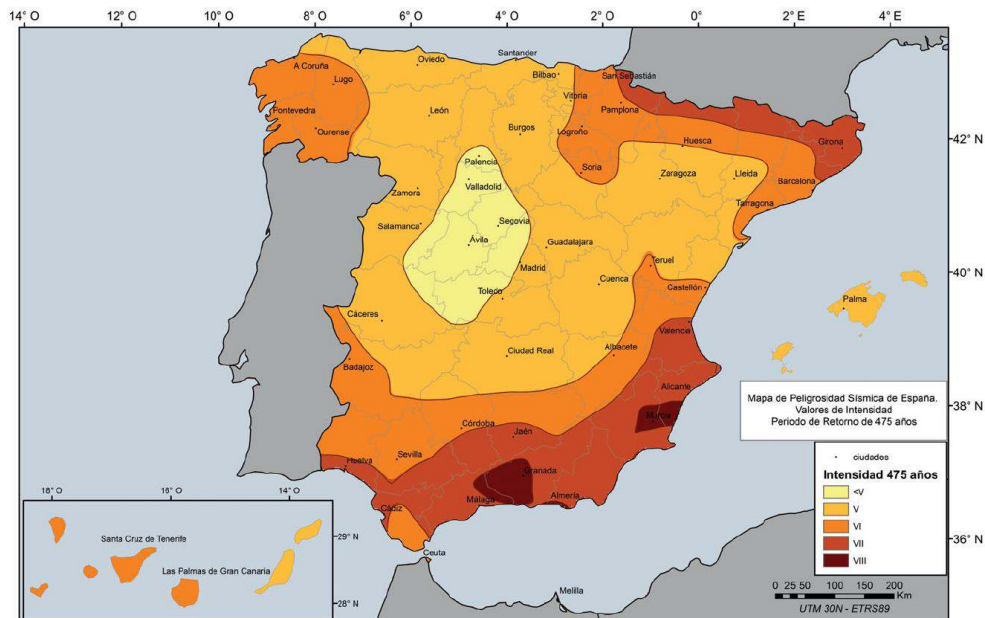 14° O 12° O 10° O 8° O 6° O 4° O 2° O 0° 2° E 4° E
A Coruña
Lugo
Pontevedra
Ourense
Oviedo
Santander
Bilbao
San Sebastián
Vitoria
Pamplona
León
Burgos
Logroño
Huesca
Girona
42° N
Palencia
Soria
Zamora
Valladolid
Zaragoza
Lleida
Barcelona
Tarragona
Salamanca
Segovia
Ávila
Guadalajara
Madrid
Teruel
40° N
Toledo
Cuenca
Castellón
Palma
Cáceres
Valencia
Ciudad Real
Albacete
Badajoz
Alicante
Murcia
38° N
Córdoba
Jaén
Huelva
Sevilla
Granada
Málaga
Almería
Cádiz
Ceuta
Melilla
36° N
Mapa de Peligrosidad Sísmica de España.
Valores de Intensidad
Periodo de Retorno de 475 años
ciudades
Intensidad 475 años
<V
V
VI
VII
VIII
0 25 50 100 150 200
Km
UTM 30N - ETRS89
18° O 16° O 14° O
Santa Cruz de Tenerife
29° N
Las Palmas de Gran Canaria
28° N